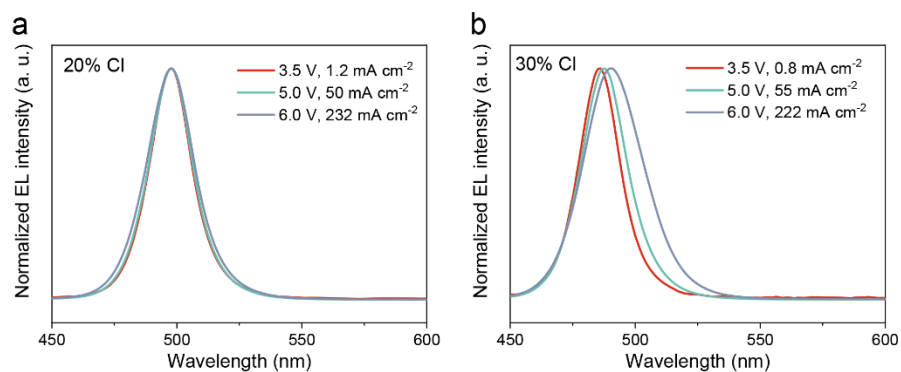 a
20% Cl
3.5 V, 1.2 mA cm-2
5.0 V, 50 mA cm-2
6.0 V, 232 mA cm-2
Normalized EL intensity (a. u.)
450
500
550
600
Wavelength (nm)
b
30% Cl
3.5 V, 0.8 mA cm-2
5.0 V, 55 mA cm-2
6.0 V, 222 mA cm-2
Normalized EL intensity (a. u.)
450
500
550
600
Wavelength (nm)